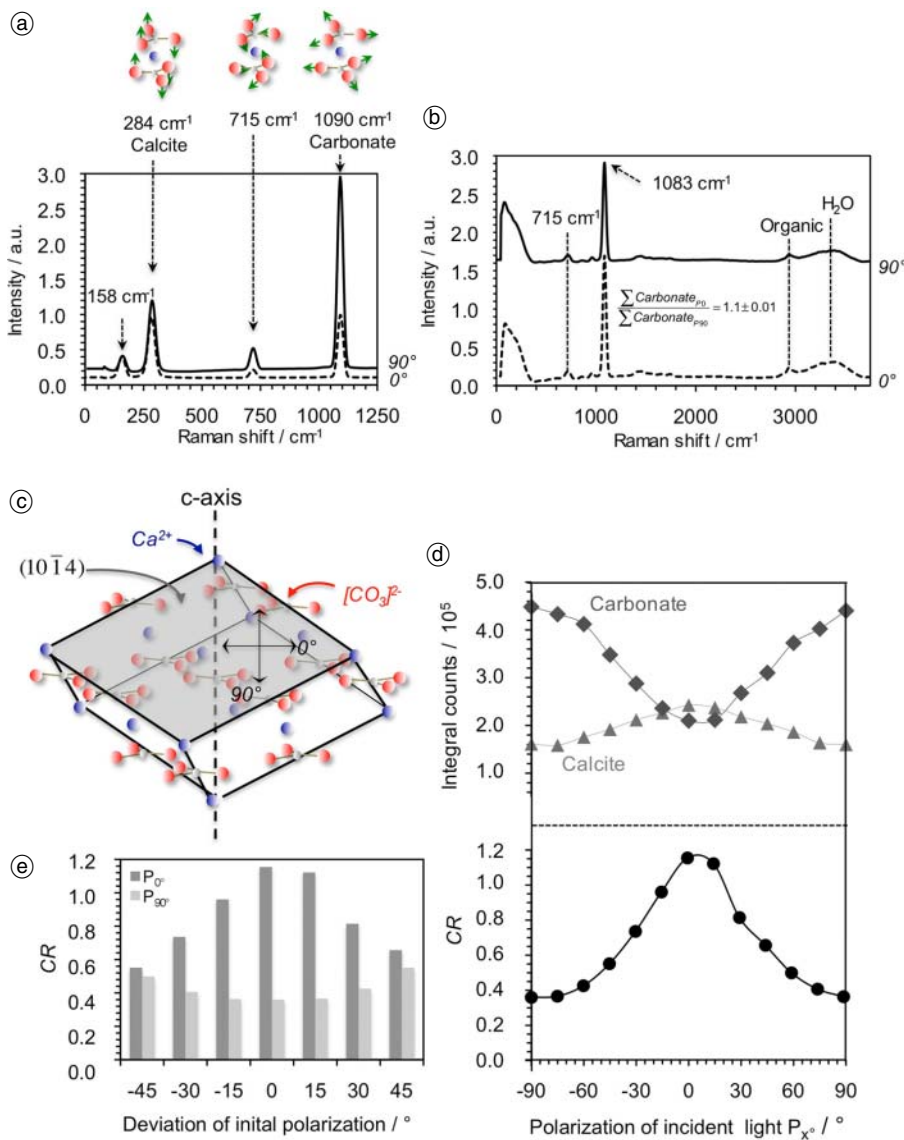 ⓐ
284 cm⁻¹
Calcite
715 cm⁻¹
1090 cm⁻¹
Carbonate
158 cm⁻¹
3.0
2.5
2.0
1.5
1.0
0.5
0.0
Intensity / a.u.
90°
0°
0 250 500 750 1000 1250
Raman shift / cm⁻¹
ⓑ
3.0
2.5
2.0
1.5
1.0
0.5
0.0
Intensity / a.u.
1083 cm⁻¹
715 cm⁻¹
Organic
H₂O
90°
∑Carbonate_P0 / ∑Carbonate_P90 = 1.1±0.01
0°
0 1000 2000 3000
Raman shift / cm⁻¹
ⓒ
c-axis
Ca²⁺
(10 1̄ 4)
[CO₃]²⁻
0°
90°
ⓓ
5.0
4.0
3.0
2.0
1.0
Integral counts / 10⁵
Carbonate
Calcite
1.2
1.0
0.8
0.6
0.4
0.2
0.0
CR
-90 -60 -30 0 30 60 90
Polarization of incident light Pₓ°
/ °
ⓔ
1.2
1.0
0.8
0.6
0.4
0.2
0.0
CR
P₀°
P₉₀°
-45 -30 -15 0 15 30 45
Deviation of inital polarization / °